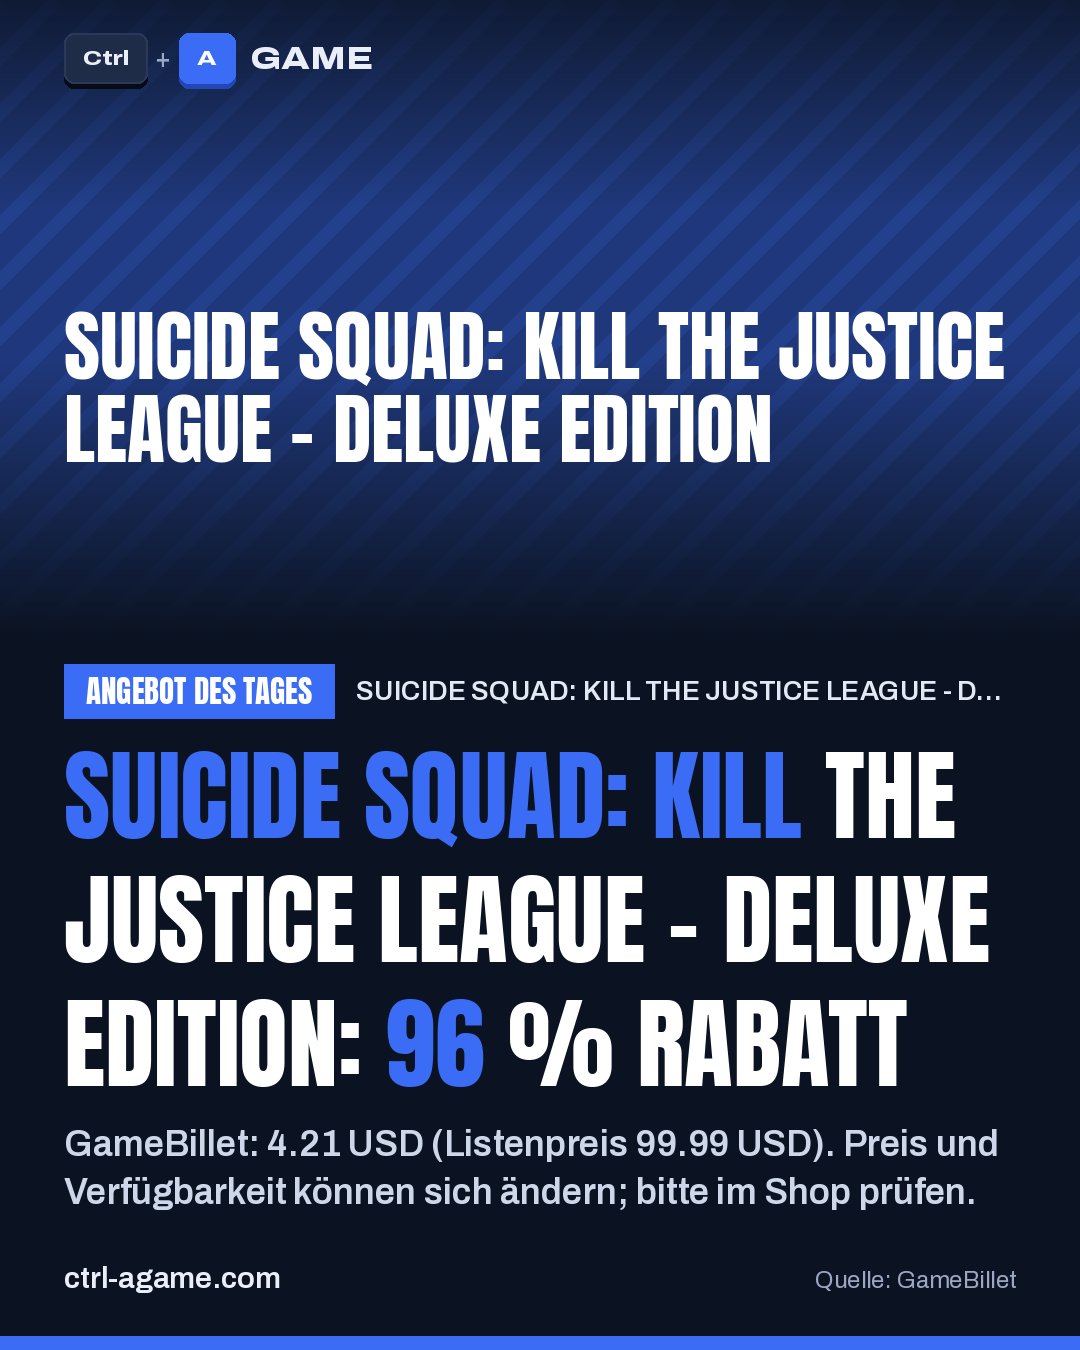 Ctrl + A GAME
SUICIDE SQUAD: KILL THE JUSTICE
LEAGUE - DELUXE EDITION
ANGEBOT DES TAGES SUICIDE SQUAD: KILL THE JUSTICE LEAGUE - D...
SUICIDE SQUAD: KILL THE
JUSTICE LEAGUE - DELUXE
EDITION: 96 % RABATT
GameBillet: 4.21 USD (Listenpreis 99.99 USD). Preis und
Verfügbarkeit können sich ändern; bitte im Shop prüfen.
ctrl-agame.com Quelle: GameBillet